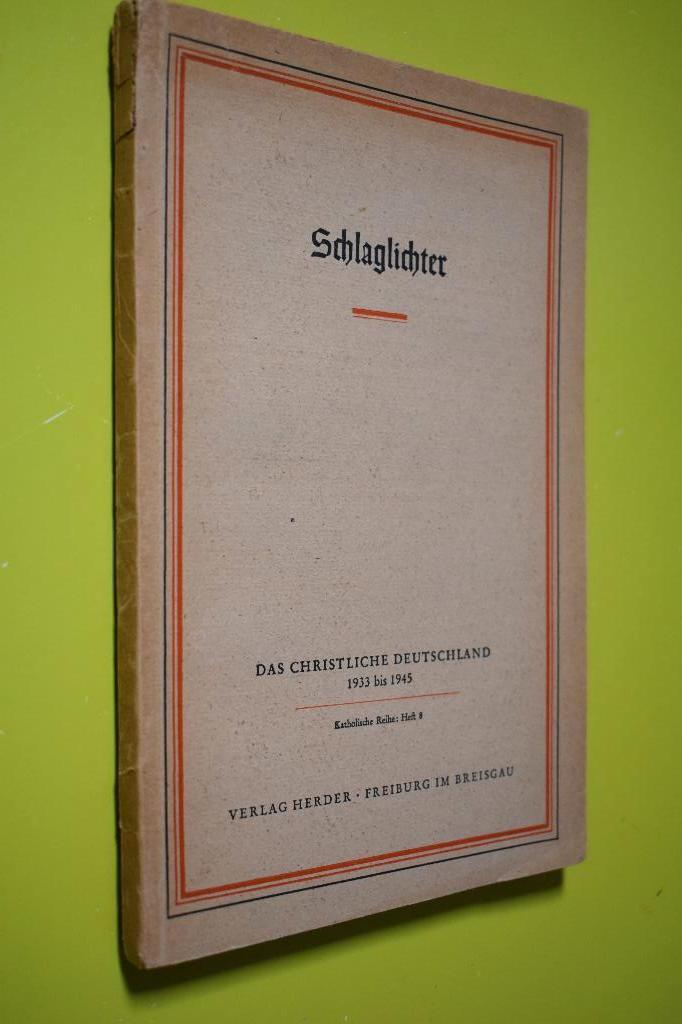 Schlaglichter
DAS CHRISTLICHE DEUTSCHLAND
1933 bis 1945
Katholische Reihe: Heft 8
VERLAG HERDER · FREIBURG IM BREISGAU